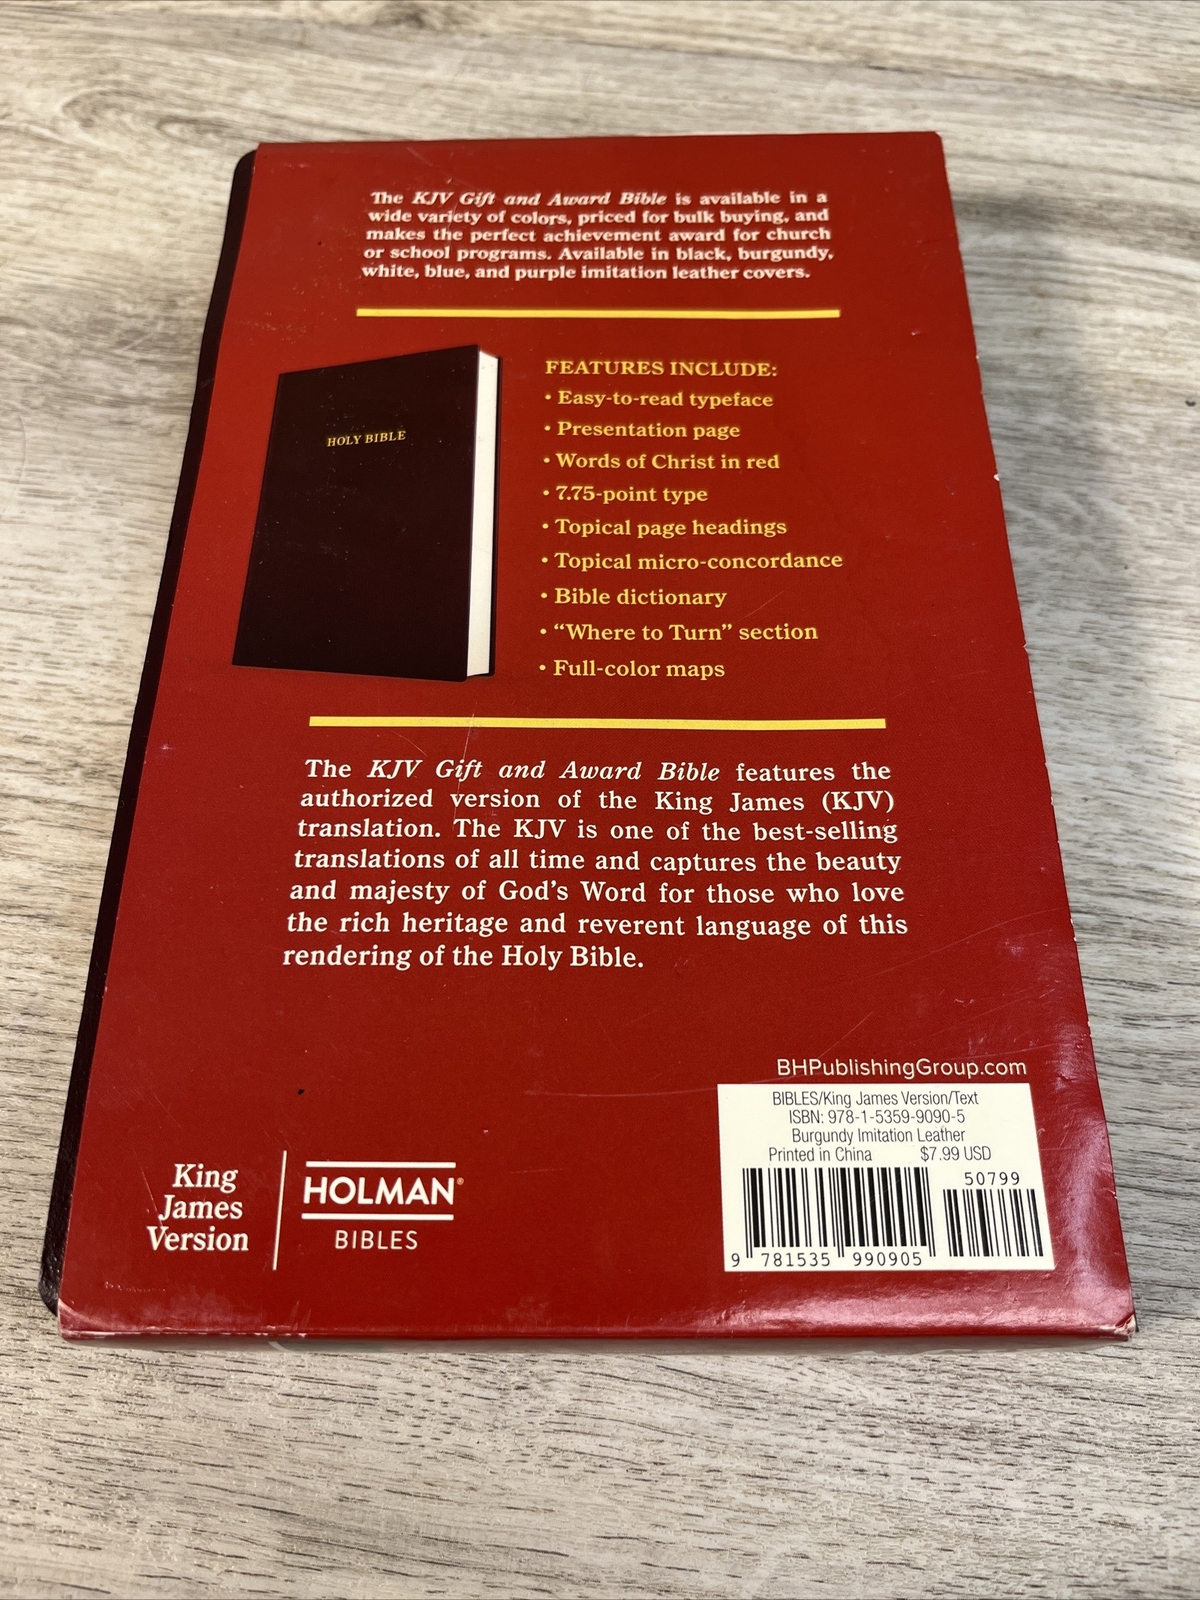 The KJV Gift and Award Bible is available in a
wide variety of colors, priced for bulk buying, and
makes the perfect achievement award for church
or school programs. Available in black, burgundy,
white, blue, and purple imitation leather covers.
HOLY BIBLE
FEATURES INCLUDE:
• Easy-to-read typeface
• Presentation page
• Words of Christ in red
• 7.75-point type
• Topical page headings
• Topical micro-concordance
• Bible dictionary
• “Where to Turn” section
• Full-color maps
The KJV Gift and Award Bible features the
authorized version of the King James (KJV)
translation. The KJV is one of the best-selling
translations of all time and captures the beauty
and majesty of God’s Word for those who love
the rich heritage and reverent language of this
rendering of the Holy Bible.
King
James
Version
HOLMAN®
BIBLES
BHPublishingGroup.com
BIBLES/King James Version/Text
ISBN: 978-1-5359-9090-5
Burgundy Imitation Leather
Printed in China $7.99 USD
50799
9 781535 990905